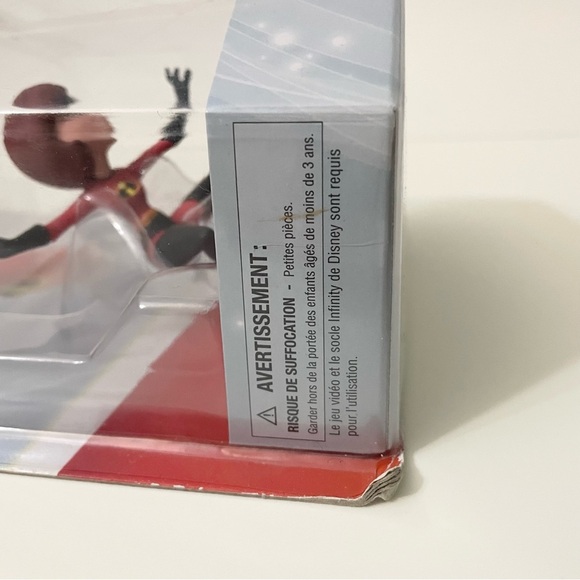 ⚠ AVERTISSEMENT :
RISQUE DE SUFFOCATION - Petites pièces.
Garder hors de la portée des enfants âgés de moins de 3 ans.
Le jeu vidéo et le socle Infinity de Disney sont requis
pour l'utilisation.